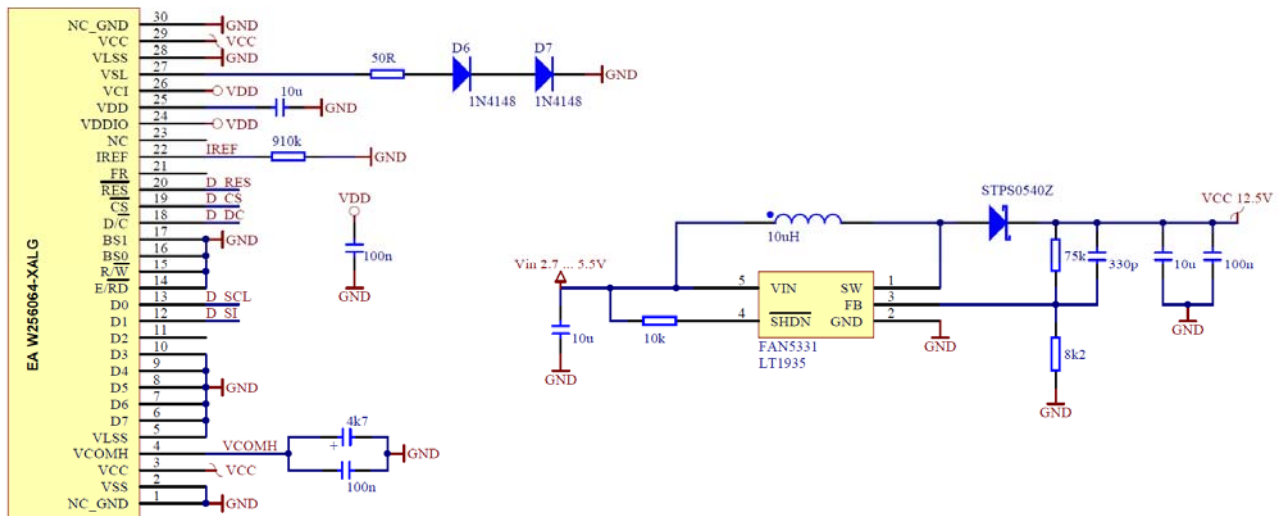 EA W256064-XALG
NC_GND 30 GND
VCC 29 VCC
VLSS 28 GND
VSL 27
VCI 26 VDD
VDD 25
VDDIO 24 VDD
NC 23
IREF 22 IREF
FR 21
RES 20 D_RES
CS 19 D_CS
D/C 18 D_DC
BS1 17 GND
BS0 16
R/W 15
E/RD 14
D0 13 D_SCL
D1 12 D_SI
D2 11
D3 10
D4 9
D5 8 GND
D6 7
D7 6
VLSS 5
VCOMH 4 VCOMH
VCC 3 VCC
VSS 2
NC_GND 1 GND
50R
D6
1N4148
D7
1N4148
GND
10u
GND
910k
GND
VDD
100n
GND
4k7
+
100n
GND
STPS0540Z
VCC 12.5V
10uH
Vin 2.7 ... 5.5V
75k
330p
10u
100n
GND
5 VIN SW 1
FB 3
4 SHDN GND 2
10k
10u
GND
GND
FAN5331
LT1935
8k2
GND